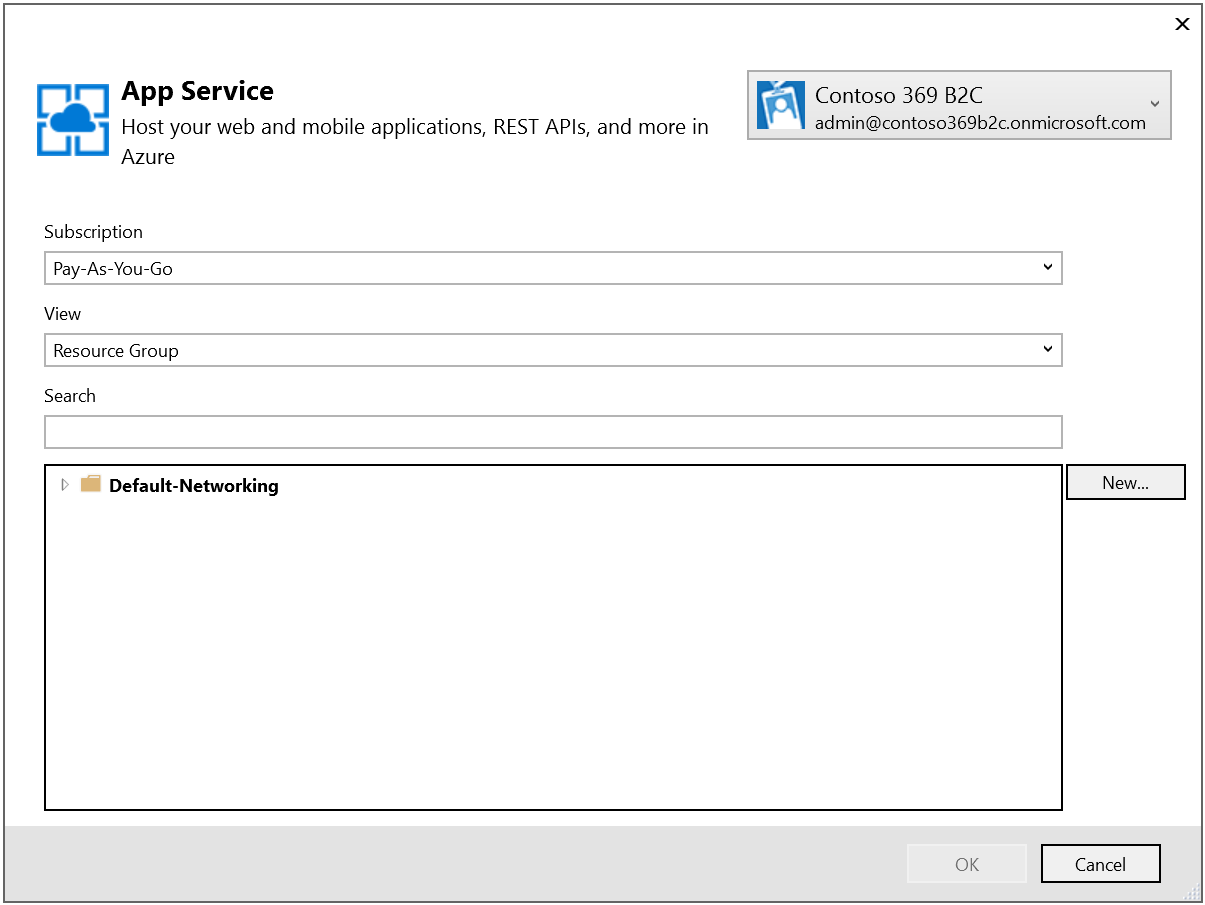 App Service
Host your web and mobile applications, REST APIs, and more in
Azure
Contoso 369 B2C
admin@contoso369b2c.onmicrosoft.com
Subscription
Pay-As-You-Go
View
Resource Group
Search
Default-Networking
New...
OK
Cancel